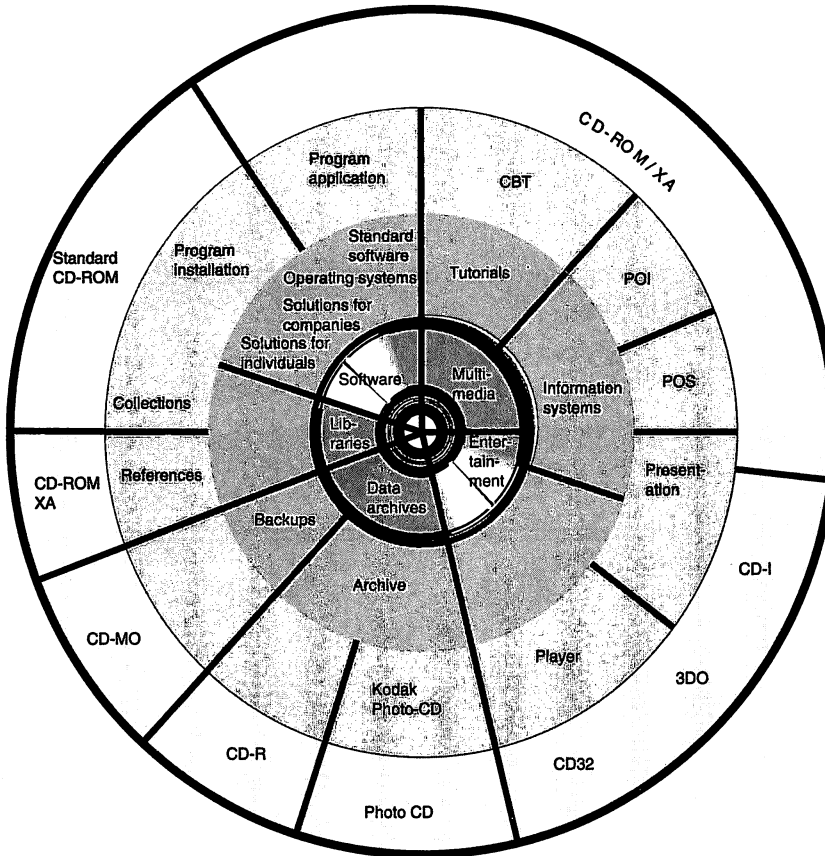 CD-ROM/XA
Program
application
CBT
Standard
software
Program
installation
Standard
CD-ROM
Operating systems
Tutorials
POI
Solutions for
companies
Solutions for
individuals
Software
Multi-
media
Information
systems
POS
Collections
Lib-
raries
Enter-
tain-
ment
CD-ROM
XA
References
Present-
ation
Data
archives
Backups
Archive
CD-I
CD-MO
Player
3DO
Kodak
Photo-CD
CD-R
CD32
Photo CD